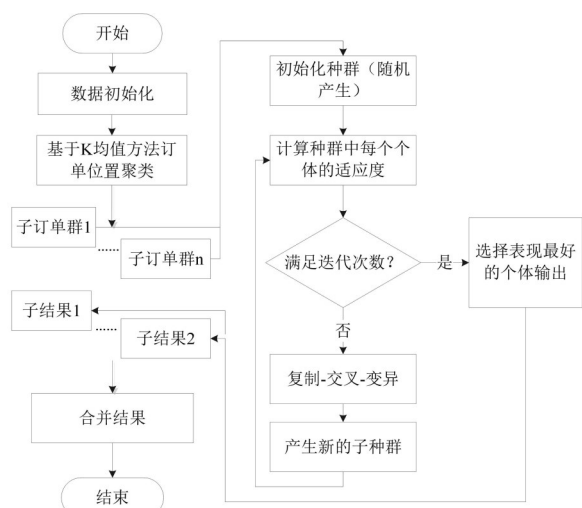 开始
数据初始化
基于K均值方法订
单位置聚类
子订单群1
......
子订单群n
子结果1
......
子结果2
合并结果
结束
初始化种群（随机
产生）
计算种群中每个个
体的适应度
满足迭代次数？
是
选择表现最好
的个体输出
否
复制-交叉-变异
产生新的子种群